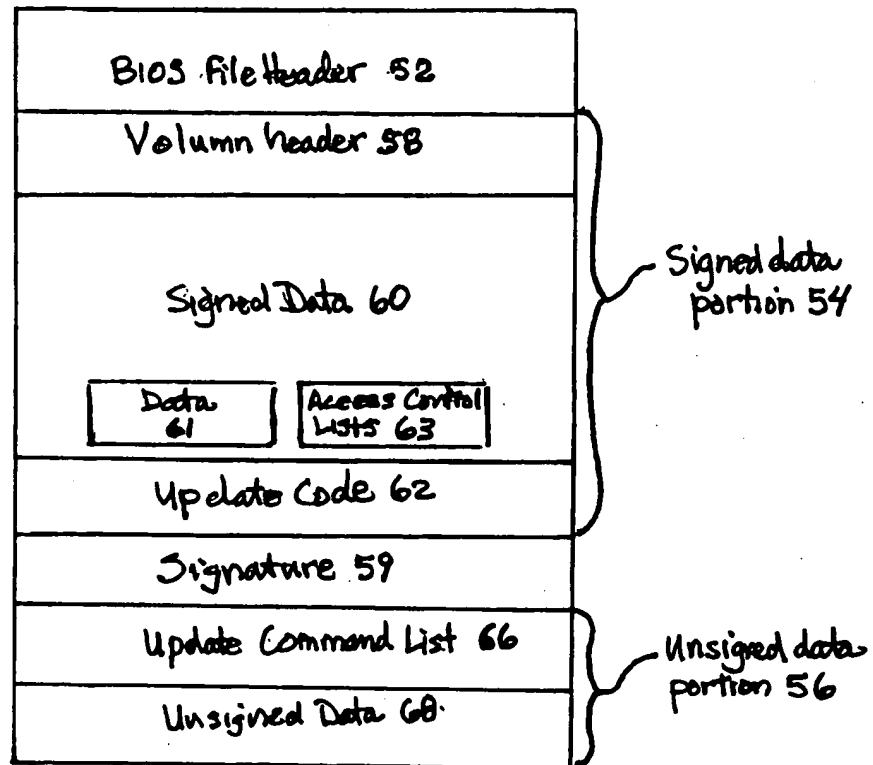 BIOS File Header 52
Volumn header 58
Signed Data 60
Data
61
Access Control
Lists 63
Update Code 62
Signature 59
Update Command List 66
Unsigned Data 68
Signed data
portion 54
Unsigned data
portion 56